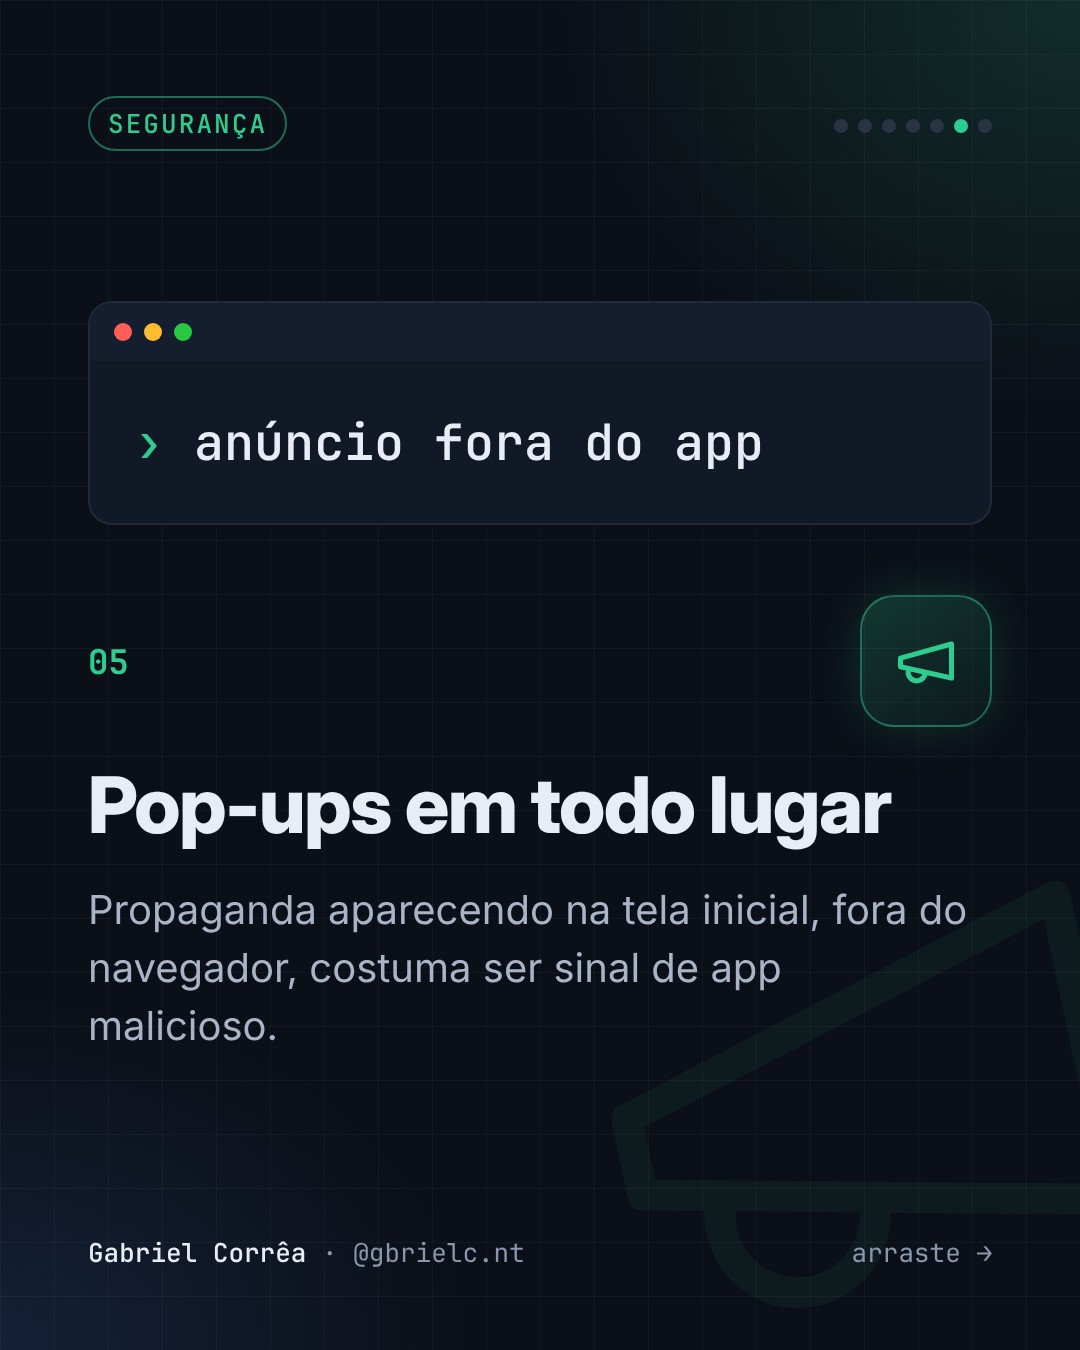 SEGURANÇA
› anúncio fora do app
05
Pop-ups em todo lugar
Propaganda aparecendo na tela inicial, fora do
navegador, costuma ser sinal de app
malicioso.
Gabriel Corrêa · @gbrielc.nt
arraste →